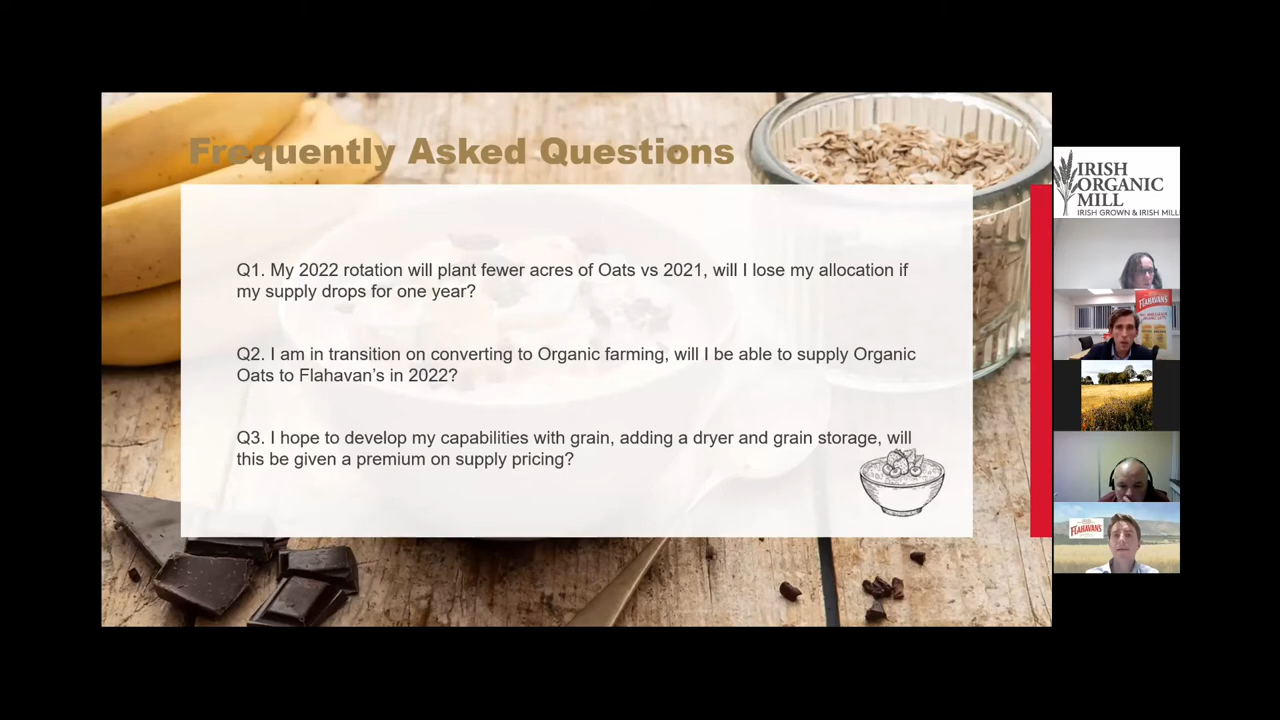 Frequently Asked Questions
Q1. My 2022 rotation will plant fewer acres of Oats vs 2021, will I lose my allocation if
my supply drops for one year?
Q2. I am in transition on converting to Organic farming, will I be able to supply Organic
Oats to Flahavan's in 2022?
Q3. I hope to develop my capabilities with grain, adding a dryer and grain storage, will
this be given a premium on supply pricing?
IRISH
ORGANIC
MILL
IRISH GROWN & IRISH MILL
FLAHAVANS
FLAHAVANS